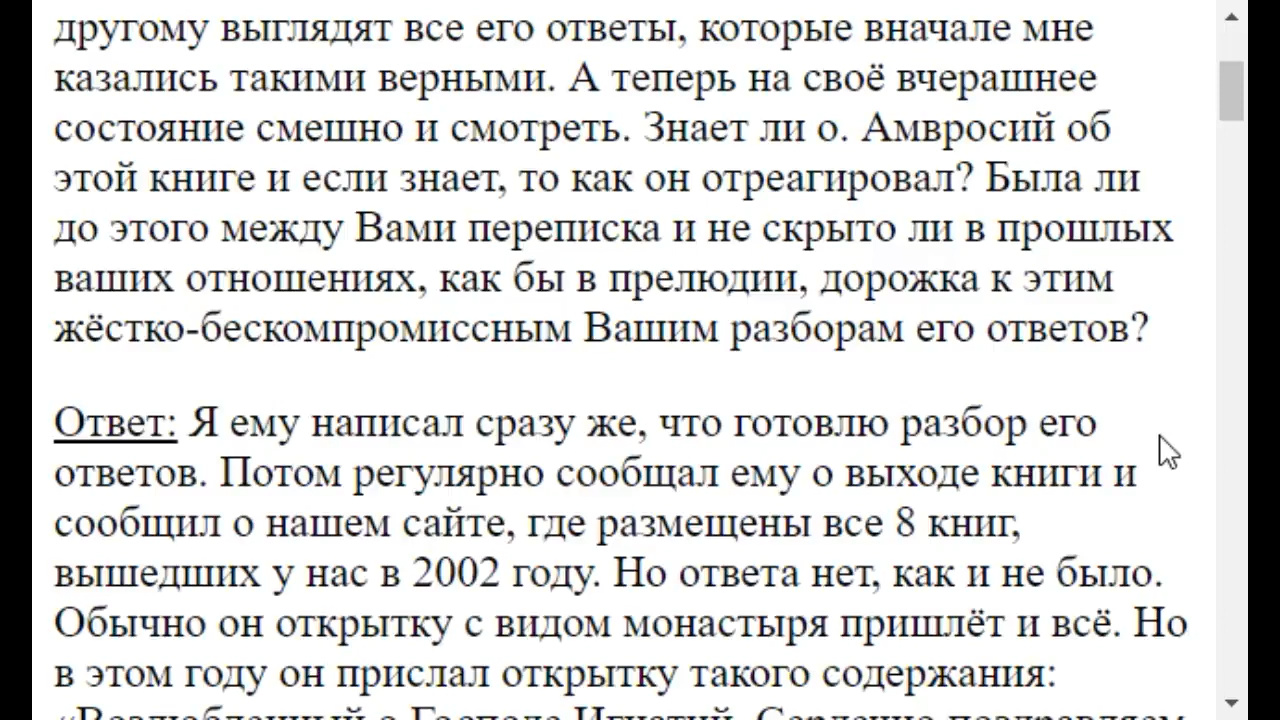 другому выглядят все его ответы, которые вначале мне
казались такими верными. А теперь на своё вчерашнее
состояние смешно и смотреть. Знает ли о. Амвросий об
этой книге и если знает, то как он отреагировал? Была ли
до этого между Вами переписка и не скрыто ли в прошлых
ваших отношениях, как бы в прелюдии, дорожка к этим
жёстко-бескомпромиссным Вашим разборам его ответов?
Ответ: Я ему написал сразу же, что готовлю разбор его
ответов. Потом регулярно сообщал ему о выходе книги и
сообщил о нашем сайте, где размещены все 8 книг,
вышедших у нас в 2002 году. Но ответа нет, как и не было.
Обычно он открытку с видом монастыря пришлёт и всё. Но
в этом году он прислал открытку такого содержания:
«Возлюбленный о Господе Игнатий. Сердечно поздравляем